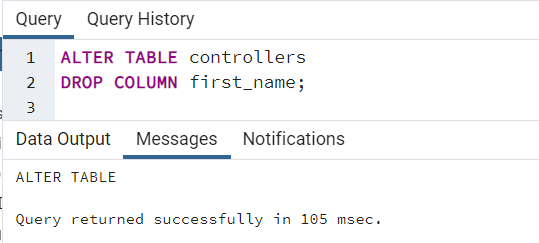 Query Query History
1 ALTER TABLE controllers
2 DROP COLUMN first_name;
3
Data Output Messages Notifications
ALTER TABLE
Query returned successfully in 105 msec.